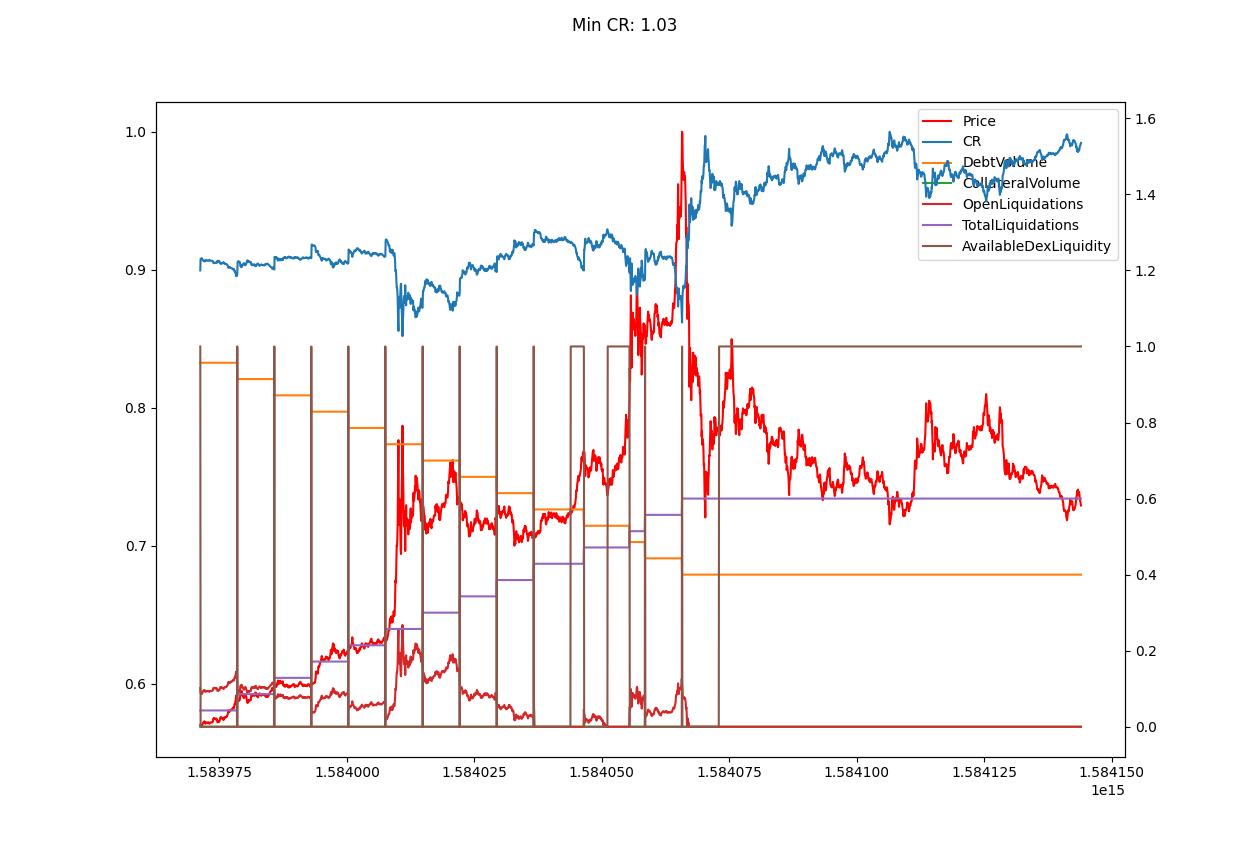 Min CR: 1.03
1.0
0.9
0.8
0.7
0.6
1.6
1.4
1.2
1.0
0.8
0.6
0.4
0.2
0.0
Price
CR
DebtVolume
CollateralVolume
OpenLiquidations
TotalLiquidations
AvailableDexLiquidity
1.583975 1.584000 1.584025 1.584050 1.584075 1.584100 1.584125 1.584150
1e15